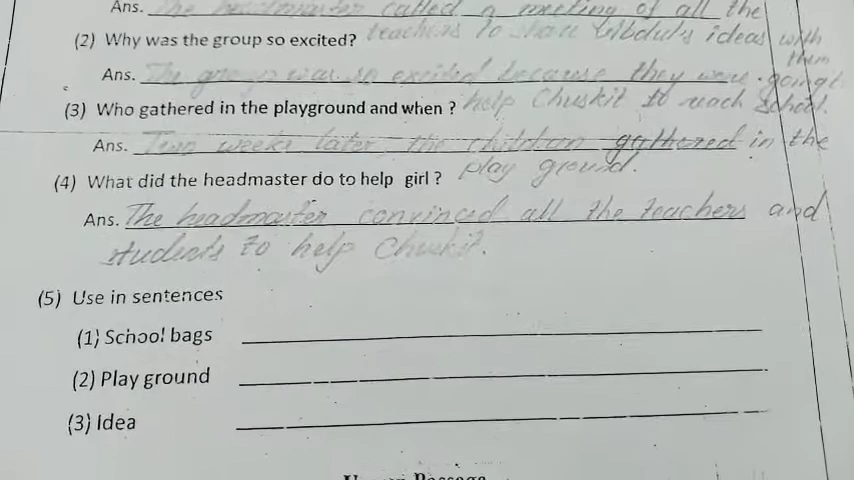 Ans. The headmaster called a meeting of all the
(2) Why was the group so excited? teachers to share Abdul's ideas with them
Ans. The group was so excited because they were going t
(3) Who gathered in the playground and when ? help Chuskit to reach school.
Ans. Two weeks later, the children gathered in the
play ground.
(4) What did the headmaster do to help girl ?
Ans. The headmaster convinced all the teachers and
students to help Chuskit.
(5) Use in sentences
(1) School bags
(2) Play ground
(3) Idea
Passage